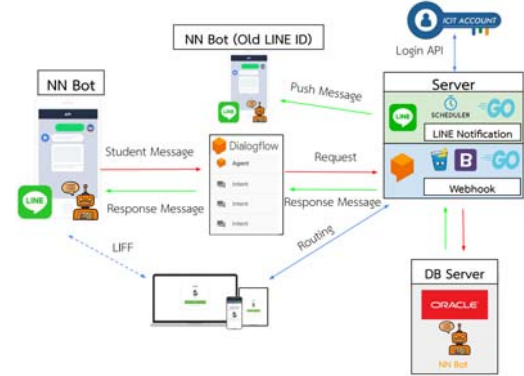 ICIT ACCOUNT
Login API
NN Bot (Old LINE ID)
NN Bot
Push Message
Server
LINE
SCHEDULER
GO
LINE Notification
B
GO
Webhook
Student Message
Dialogflow
Agent
Intent
Intent
Intent
Request
Response Message
Response Message
LINE
LIFF
Routing
DB Server
ORACLE
NN Bot